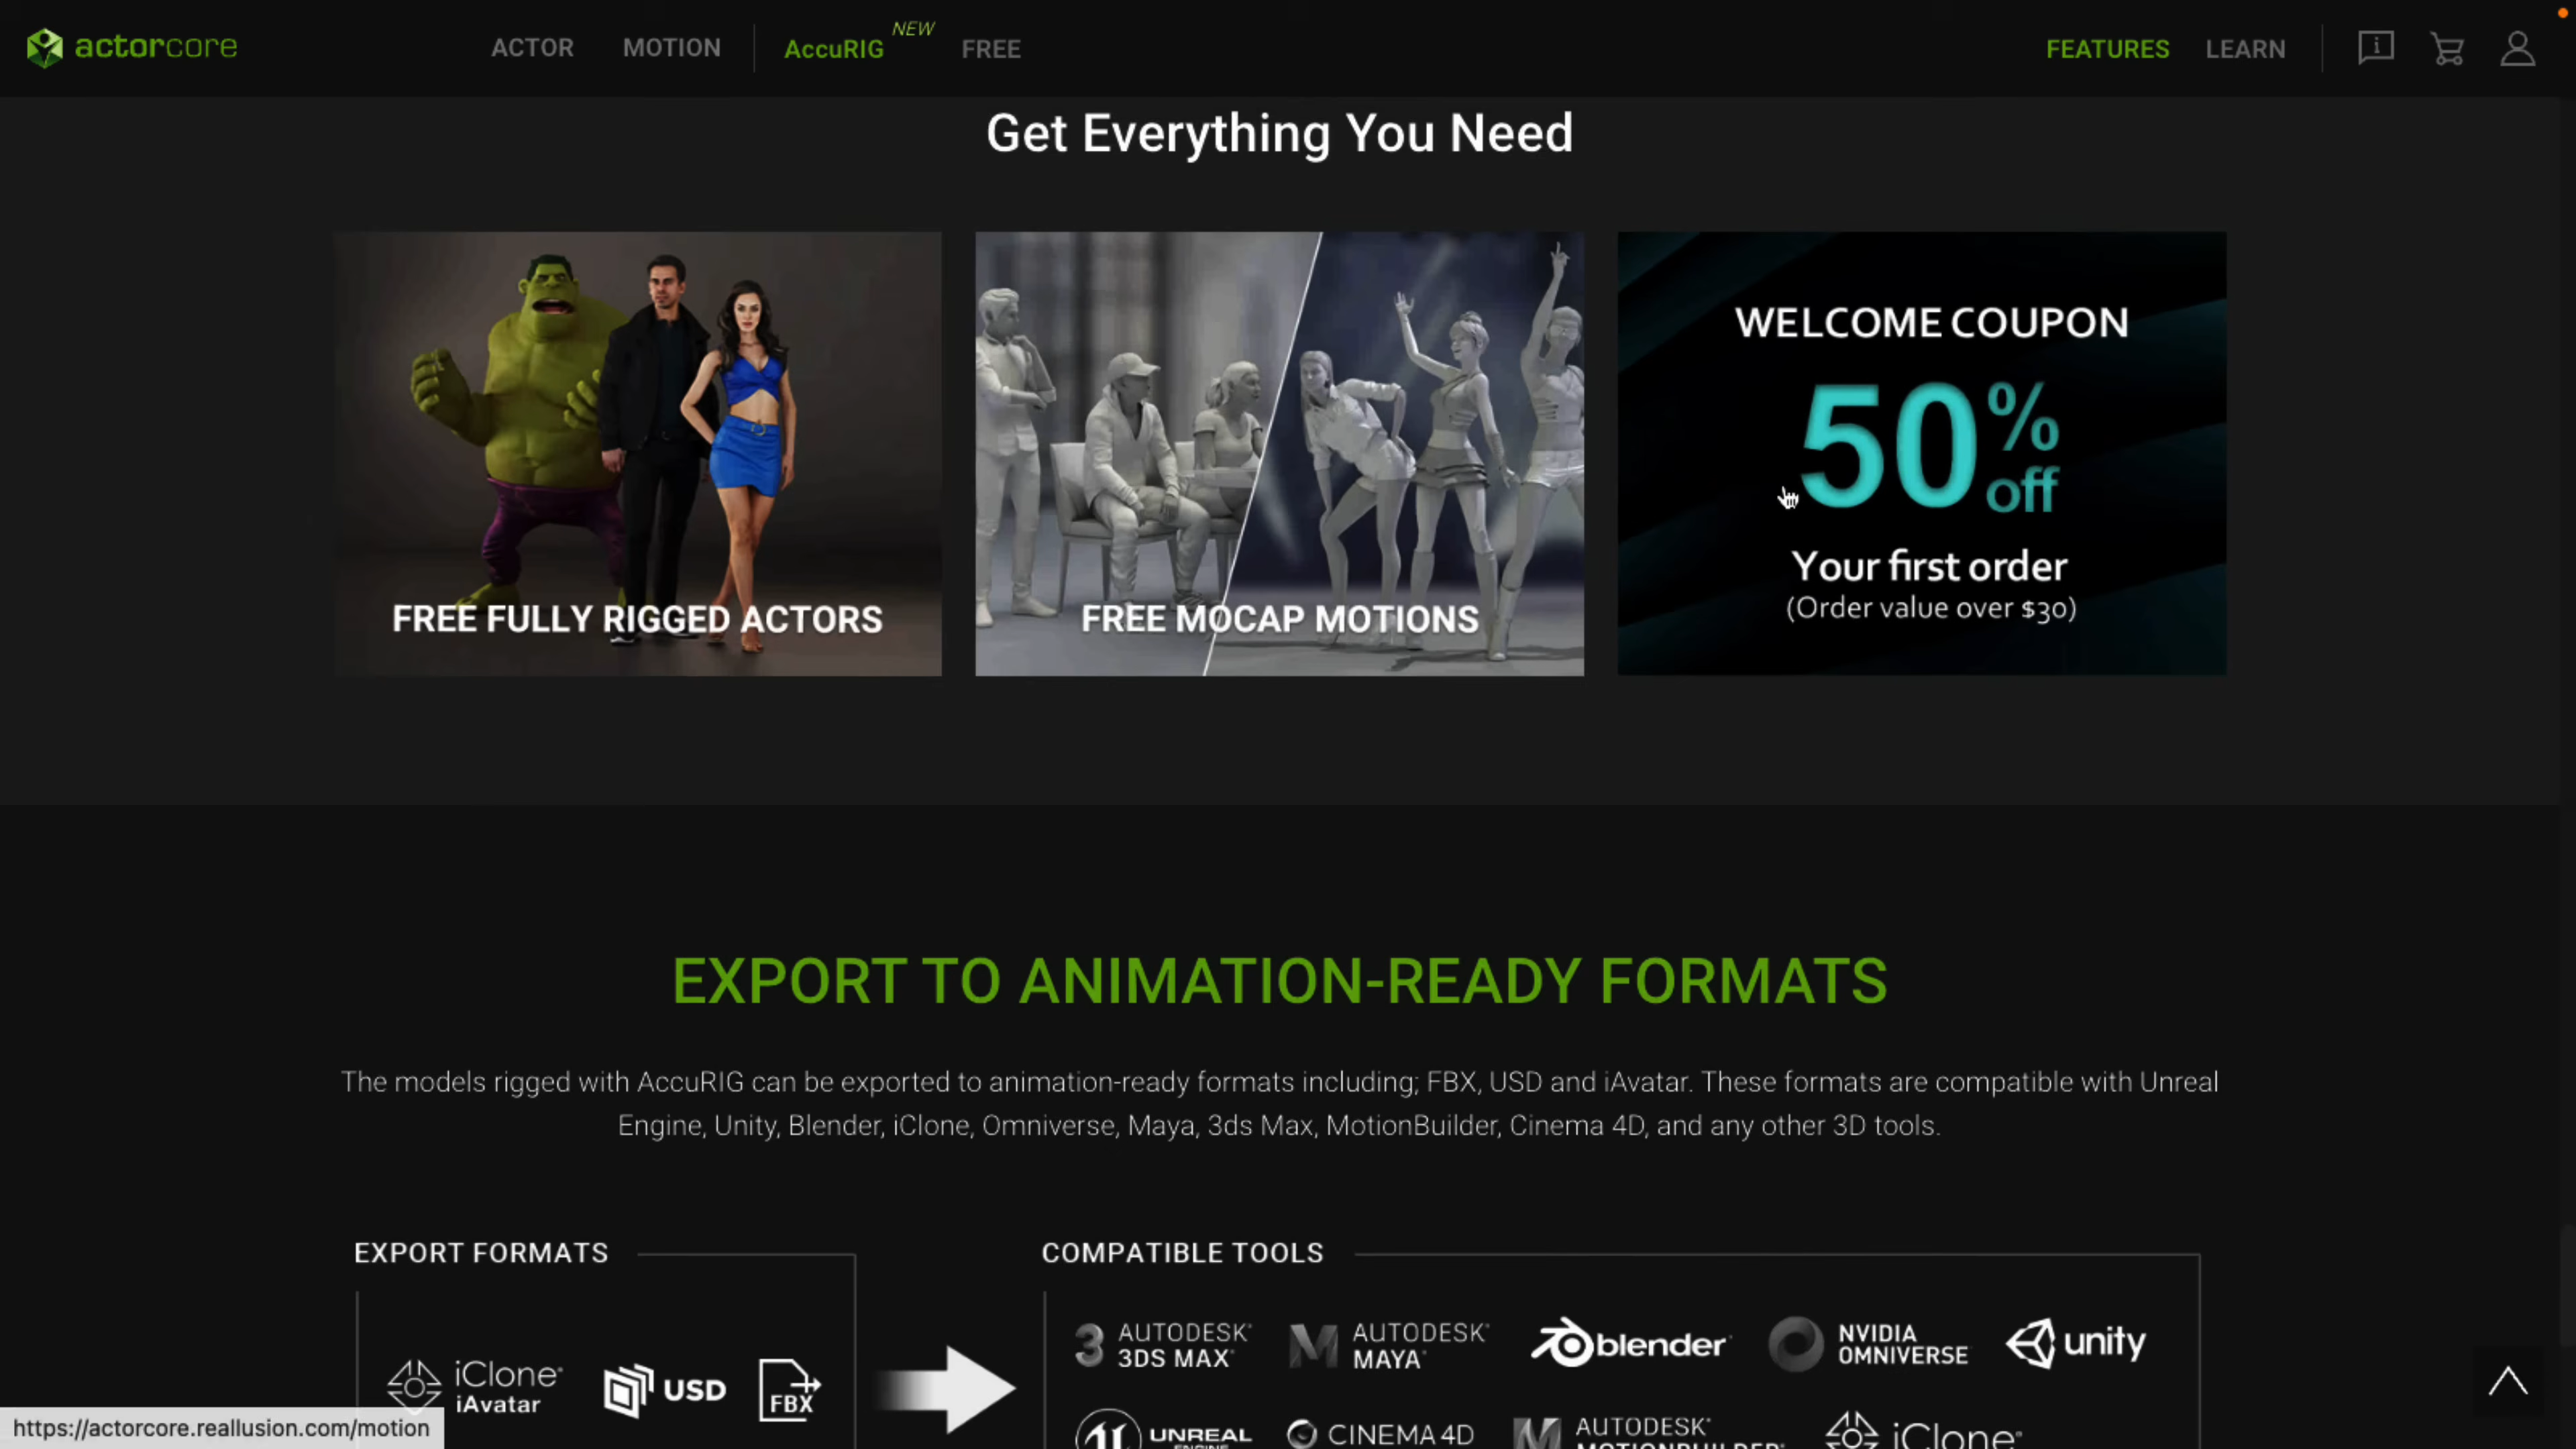 actorcore
ACTOR
MOTION
AccuRIG
NEW
FREE
FEATURES
LEARN
Get Everything You Need
FREE FULLY RIGGED ACTORS
FREE MOCAP MOTIONS
WELCOME COUPON
50% off
Your first order
(Order value over $30)
EXPORT TO ANIMATION-READY FORMATS
The models rigged with AccuRIG can be exported to animation-ready formats including; FBX, USD and iAvatar. These formats are compatible with Unreal
Engine, Unity, Blender, iClone, Omniverse, Maya, 3ds Max, MotionBuilder, Cinema 4D, and any other 3D tools.
EXPORT FORMATS
iClone
iAvatar
USD
FBX
COMPATIBLE TOOLS
3
AUTODESK®
3DS MAX®
M
AUTODESK®
MAYA®
blender
NVIDIA
OMNIVERSE
unity
UNREAL
ENGINE
CINEMA 4D
M
AUTODESK®
MOTIONBUILDER®
iClone
https://actorcore.reallusion.com/motion